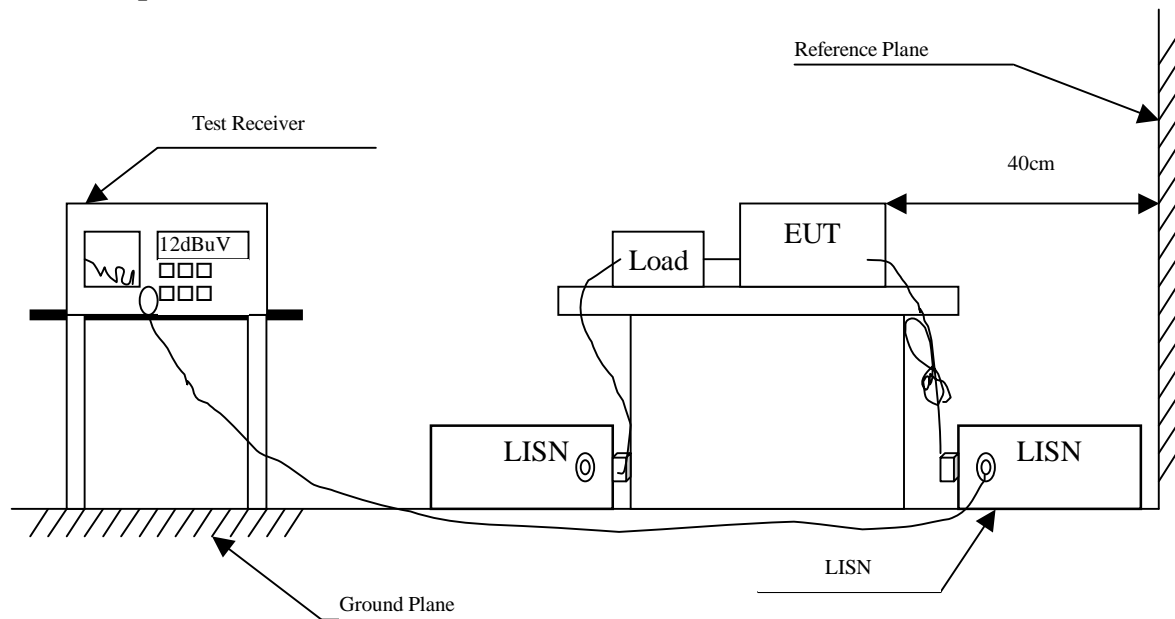 Reference Plane
Test Receiver
40cm
EUT
12dBuV
Load
LISN
LISN
LISN
Ground Plane